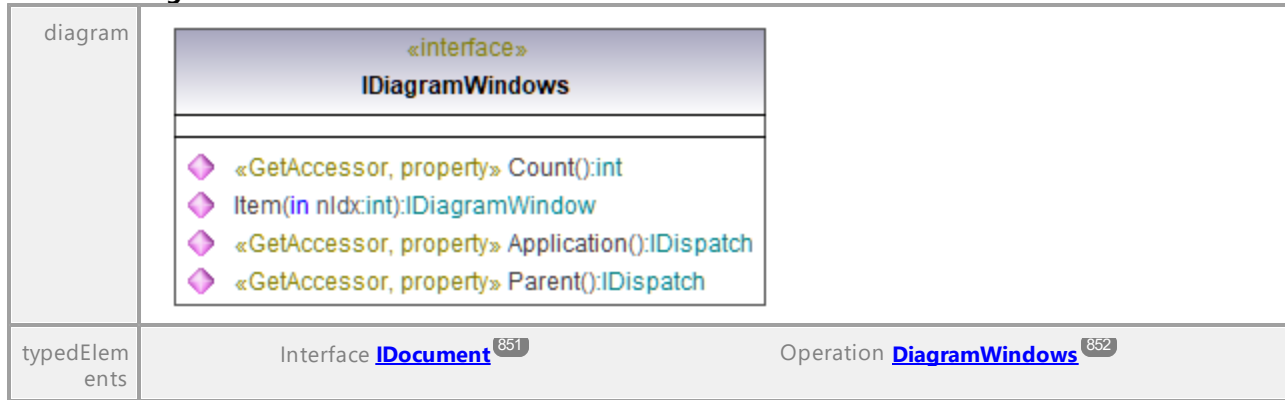 diagram
«interface»
IDiagramWindows
«GetAccessor, property» Count():int
Item(in nIdx:int):IDiagramWindow
«GetAccessor, property» Application():IDispatch
«GetAccessor, property» Parent():IDispatch
typedElem
ents
Interface IDocument 851
Operation DiagramWindows 852